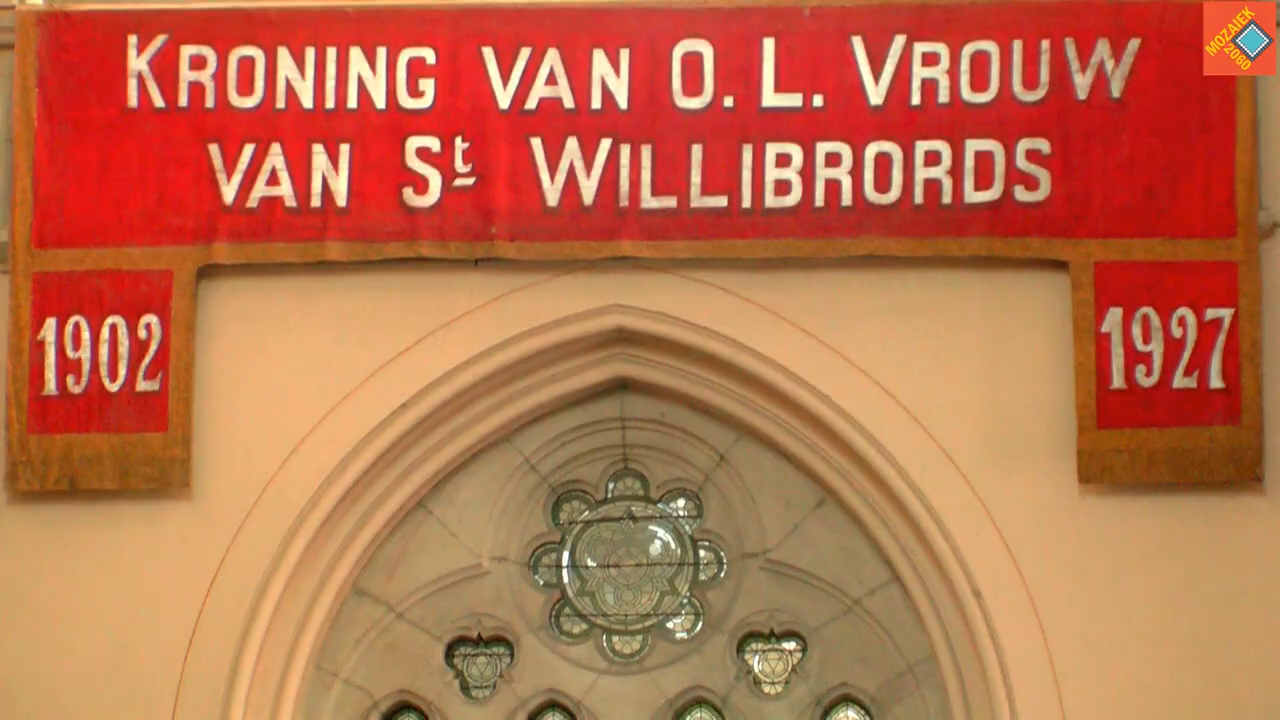 KRONING VAN O. L. VROUW
VAN St WILLIBRORDS
1902
1927
MOZAIEK
2060